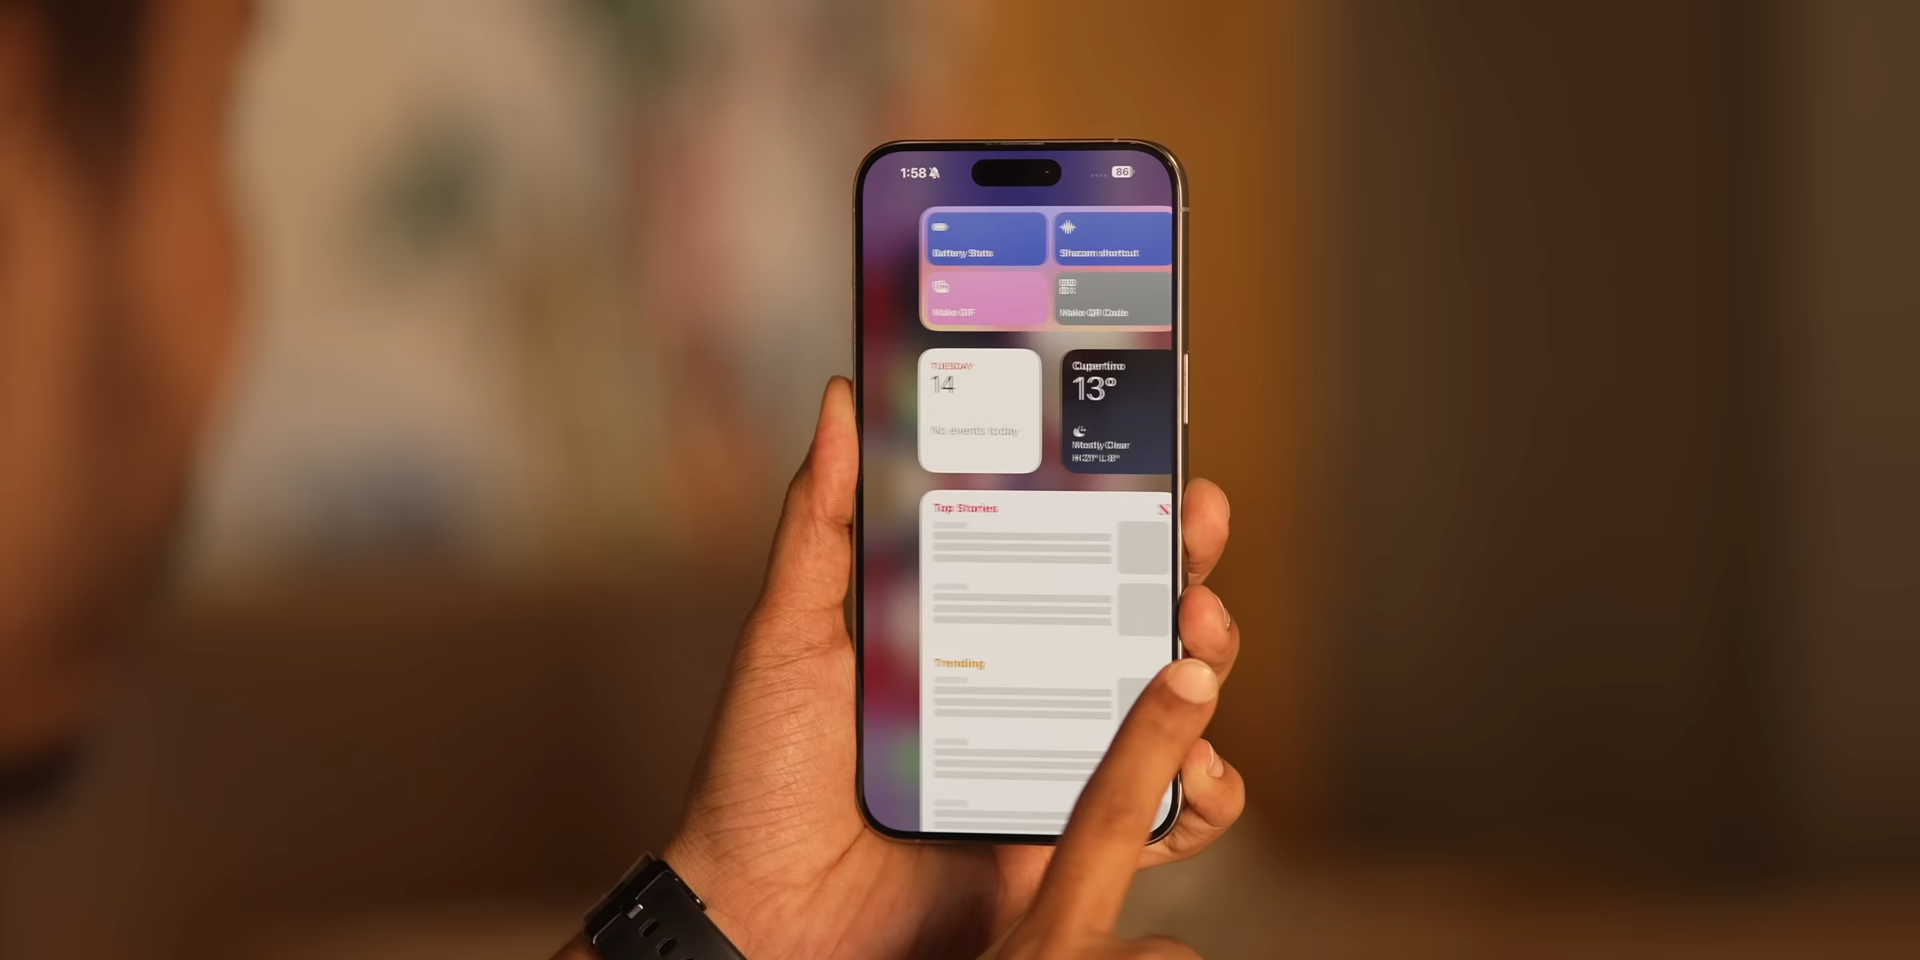 1:58
86
Battery Stats
Shazam shortcut
Make GIF
Make QR Code
TUESDAY
14
No events today
Cupertino
13°
Mostly Clear
Top Stories
Trending